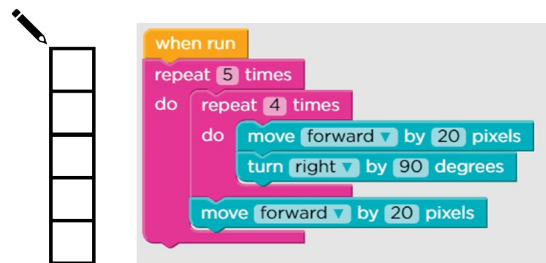 when run
repeat 5 times
do repeat 4 times
do move forward by 20 pixels
turn right by 90 degrees
move forward by 20 pixels